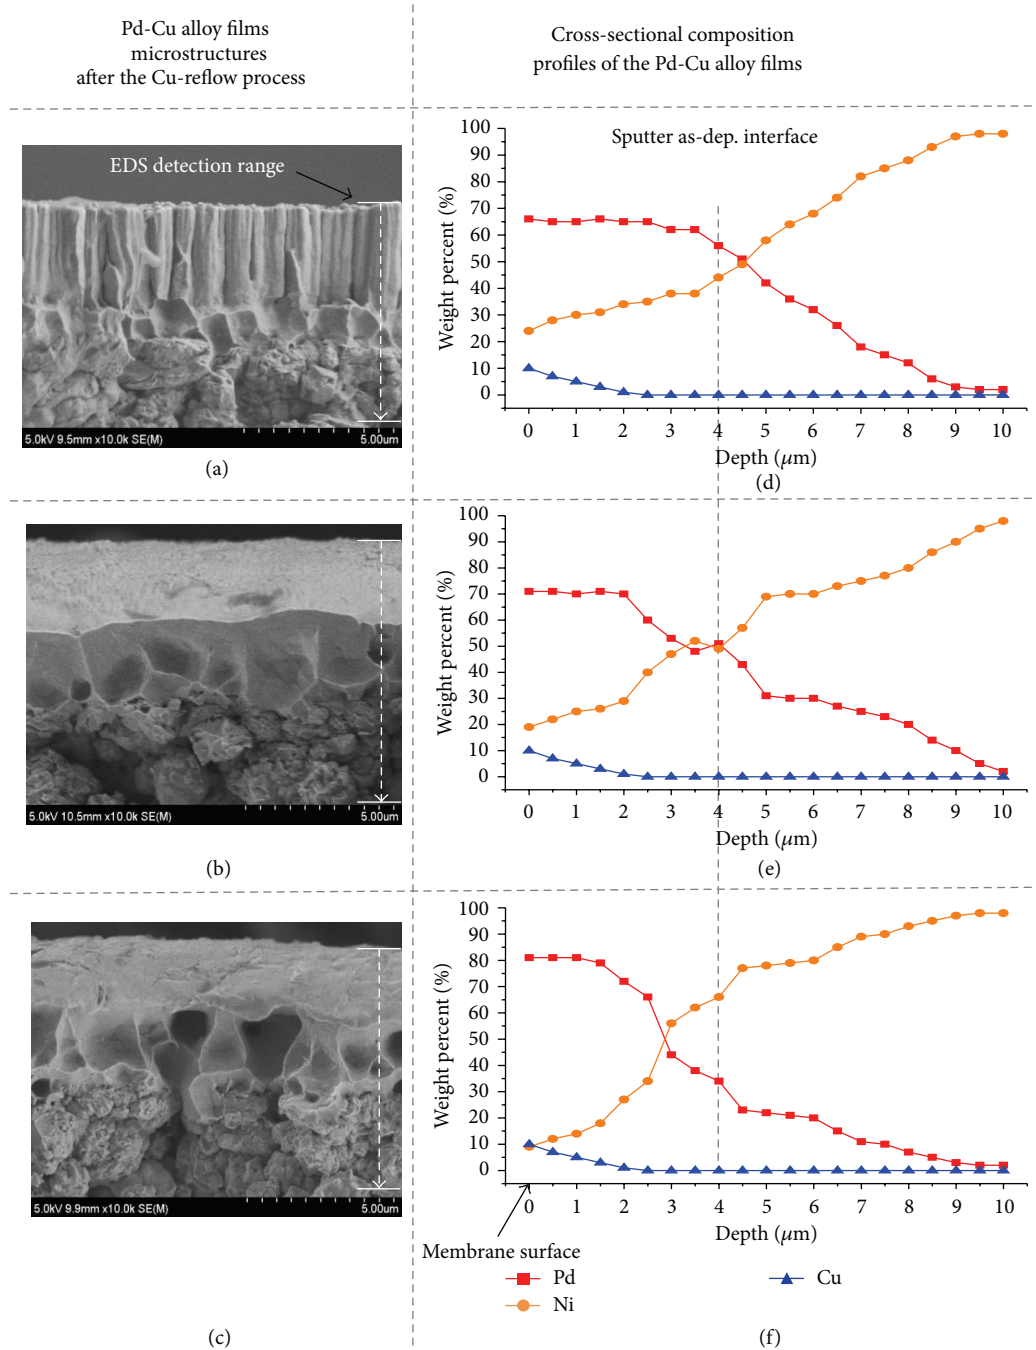 Pd-Cu alloy films
microstructures
after the Cu-reflow process
Cross-sectional composition
profiles of the Pd-Cu alloy films
EDS detection range
5.0kV 9.5mm x10.0k SE(M)
5.00um
(a)
Sputter as-dep. interface
100
90
80
70
60
50
40
30
20
10
0
Weight percent (%)
0 1 2 3 4 5 6 7 8 9 10
Depth (μm)
(d)
5.0kV 10.5mm x10.0k SE(M)
5.00um
(b)
100
90
80
70
60
50
40
30
20
10
0
Weight percent (%)
0 1 2 3 4 5 6 7 8 9 10
Depth (μm)
(e)
5.0kV 9.9mm x10.0k SE(M)
5.00um
(c)
100
90
80
70
60
50
40
30
20
10
0
Weight percent (%)
0 1 2 3 4 5 6 7 8 9 10
Depth (μm)
Membrane surface
Pd
Ni
Cu
(f)